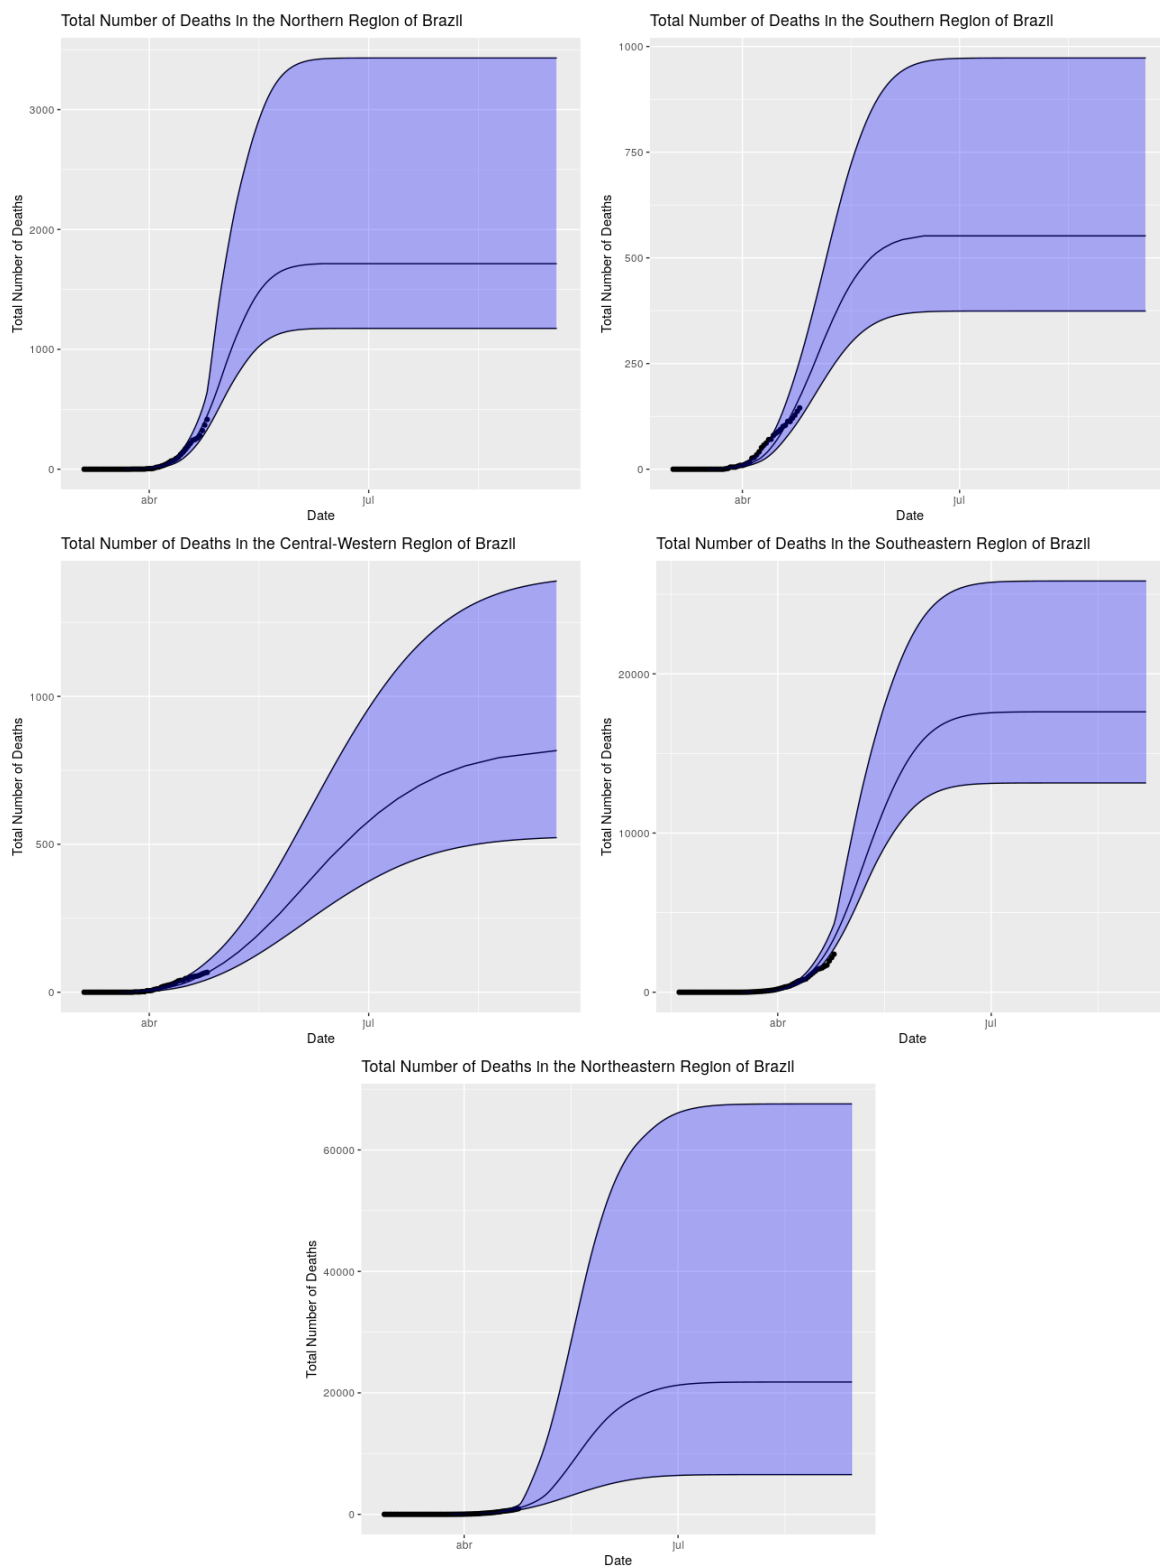 Total Number of Deaths in the Northern Region of Brazil
Total Number of Deaths
3000
2000
1000
0
abr
jul
Date
Total Number of Deaths in the Southern Region of Brazil
Total Number of Deaths
1000
750
500
250
0
abr
jul
Date
Total Number of Deaths in the Central-Western Region of Brazil
Total Number of Deaths
1000
500
0
abr
jul
Date
Total Number of Deaths in the Southeastern Region of Brazil
Total Number of Deaths
20000
10000
0
abr
jul
Date
Total Number of Deaths in the Northeastern Region of Brazil
Total Number of Deaths
60000
40000
20000
0
abr
jul
Date